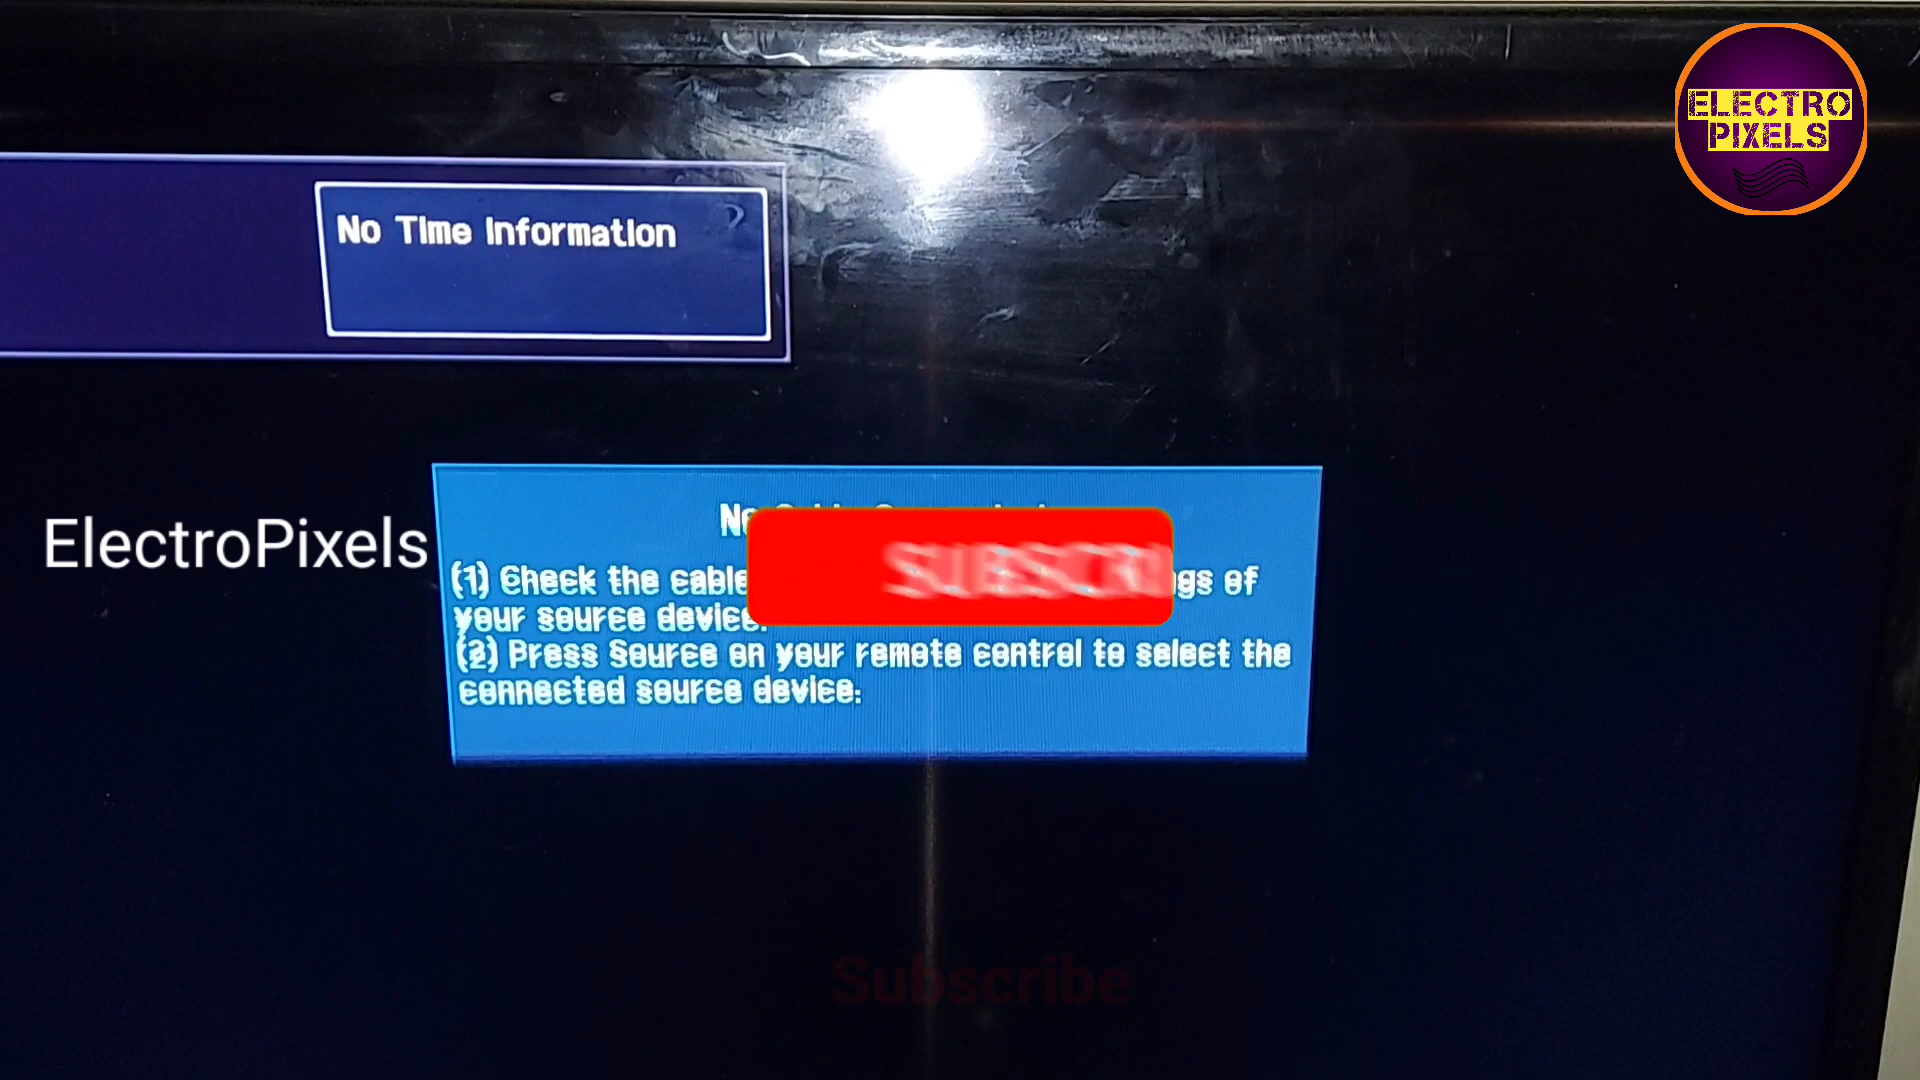 ELECTRO
PIXELS
No Time Information
ElectroPixels
(1) Check the cable
your source device.
(2) Press Source on your remote control to select the
connected source device.
of
SUBSCRI
Subscribe